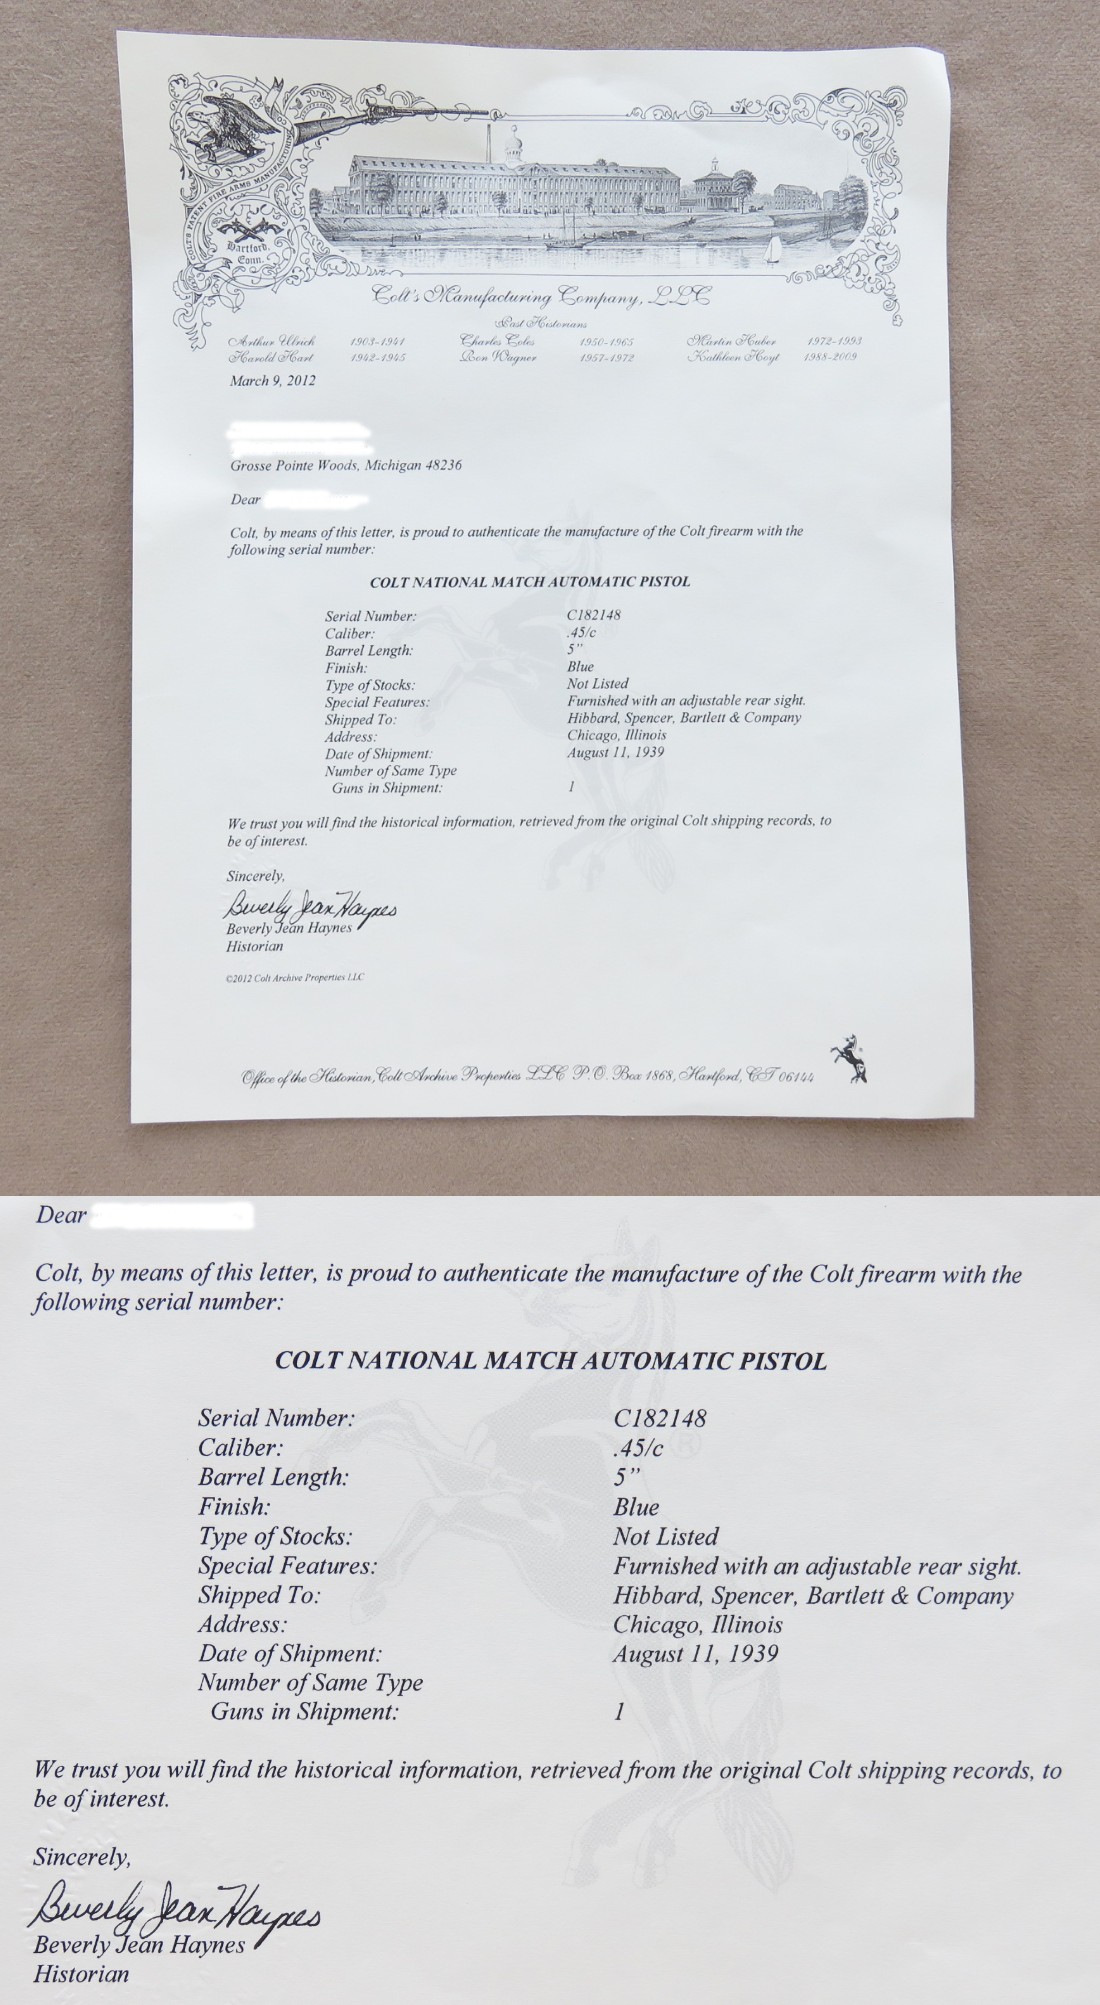 COLT'S PATENT FIRE ARMS MANUFACTURING CO
Hartford,
Conn.
Colt's Manufacturing Company, LLC
Past Historians
Arthur Ulrich 1903-1941 Charles Coles 1950-1965 Martin Huber 1972-1993
Harold Hart 1942-1945 Ron Wagner 1957-1972 Kathleen Hoyt 1988-2009
March 9, 2012
Grosse Pointe Woods, Michigan 48236
Dear
Colt, by means of this letter, is proud to authenticate the manufacture of the Colt firearm with the
following serial number:
COLT NATIONAL MATCH AUTOMATIC PISTOL
Serial Number: C182148
Caliber: .45/c
Barrel Length: 5”
Finish: Blue
Type of Stocks: Not Listed
Special Features: Furnished with an adjustable rear sight.
Shipped To: Hibbard, Spencer, Bartlett & Company
Address: Chicago, Illinois
Date of Shipment: August 11, 1939
Number of Same Type
Guns in Shipment: 1
We trust you will find the historical information, retrieved from the original Colt shipping records, to
be of interest.
Sincerely,
Beverly Jean Haynes
Beverly Jean Haynes
Historian
©2012 Colt Archive Properties LLC
Office of the Historian, Colt Archive Properties LLC P.O. Box 1868, Hartford, CT 06144
Dear
Colt, by means of this letter, is proud to authenticate the manufacture of the Colt firearm with the
following serial number:
COLT NATIONAL MATCH AUTOMATIC PISTOL
Serial Number: C182148
Caliber: .45/c
Barrel Length: 5”
Finish: Blue
Type of Stocks: Not Listed
Special Features: Furnished with an adjustable rear sight.
Shipped To: Hibbard, Spencer, Bartlett & Company
Address: Chicago, Illinois
Date of Shipment: August 11, 1939
Number of Same Type
Guns in Shipment: 1
We trust you will find the historical information, retrieved from the original Colt shipping records, to
be of interest.
Sincerely,
Beverly Jean Haynes
Beverly Jean Haynes
Historian